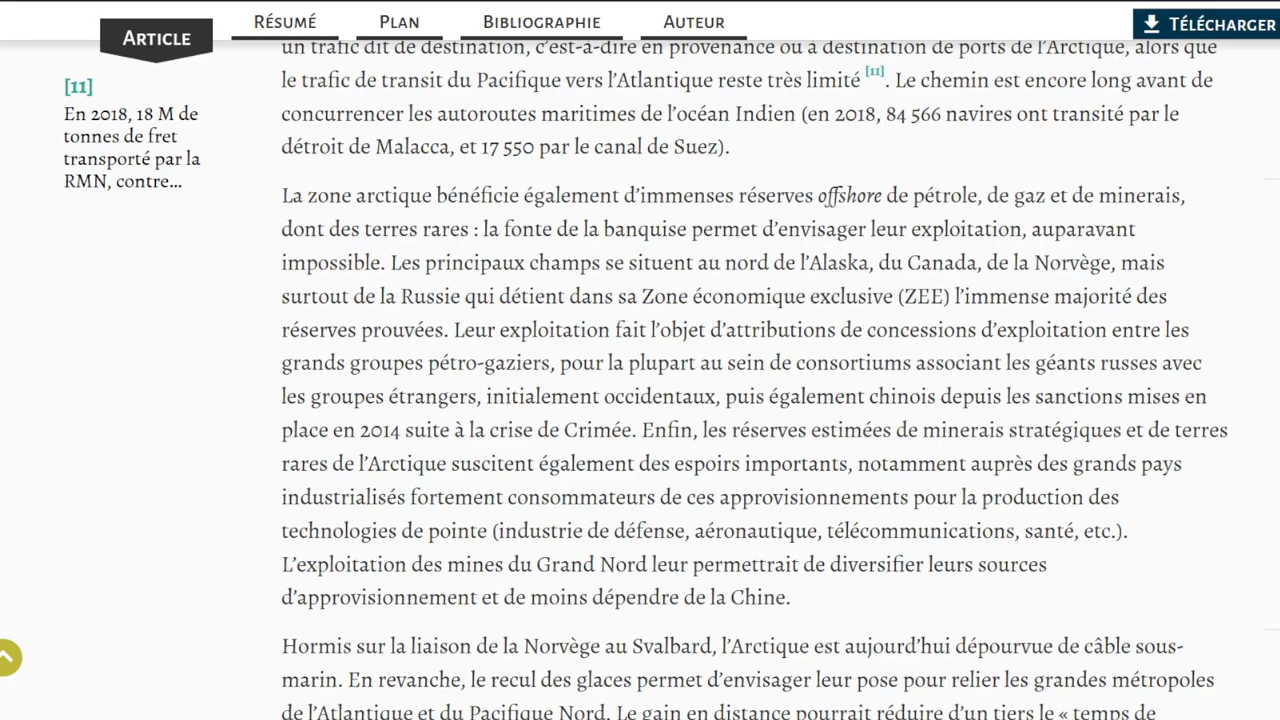 ARTICLE
RÉSUMÉ
PLAN
BIBLIOGRAPHIE
AUTEUR
TÉLÉCHARGER
[11]
En 2018, 18 M de
tonnes de fret
transporté par la
RMN, contre...
un trafic dit de destination, c’est-à-dire en provenance ou à destination de ports de l’Arctique, alors que
le trafic de transit du Pacifique vers l’Atlantique reste très limité [11]. Le chemin est encore long avant de
concurrencer les autoroutes maritimes de l’océan Indien (en 2018, 84 566 navires ont transité par le
détroit de Malacca, et 17 550 par le canal de Suez).
La zone arctique bénéficie également d’immenses réserves offshore de pétrole, de gaz et de minerais,
dont des terres rares : la fonte de la banquise permet d’envisager leur exploitation, auparavant
impossible. Les principaux champs se situent au nord de l’Alaska, du Canada, de la Norvège, mais
surtout de la Russie qui détient dans sa Zone économique exclusive (ZEE) l’immense majorité des
réserves prouvées. Leur exploitation fait l’objet d’attributions de concessions d’exploitation entre les
grands groupes pétro-gaziers, pour la plupart au sein de consortiums associant les géants russes avec
les groupes étrangers, initialement occidentaux, puis également chinois depuis les sanctions mises en
place en 2014 suite à la crise de Crimée. Enfin, les réserves estimées de minerais stratégiques et de terres
rares de l’Arctique suscitent également des espoirs importants, notamment auprès des grands pays
industrialisés fortement consommateurs de ces approvisionnements pour la production des
technologies de pointe (industrie de défense, aéronautique, télécommunications, santé, etc.).
L’exploitation des mines du Grand Nord leur permettrait de diversifier leurs sources
d’approvisionnement et de moins dépendre de la Chine.
Hormis sur la liaison de la Norvège au Svalbard, l’Arctique est aujourd’hui dépourvue de câble sous-
marin. En revanche, le recul des glaces permet d’envisager leur pose pour relier les grandes métropoles
de l’Atlantique et du Pacifique Nord. Le gain en distance pourrait réduire d’un tiers le « temps de